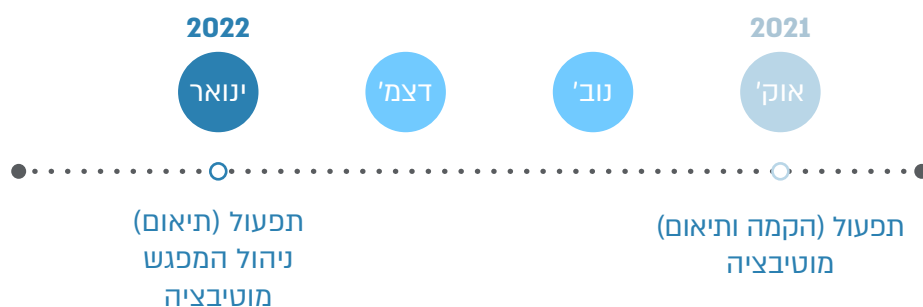 2021
2022
אוק'
נוב'
דצמ'
ינואר
תפעול (הקמה ותיאום)
מוטיבציה
תפעול (תיאום)
ניהול המפגש
מוטיבציה